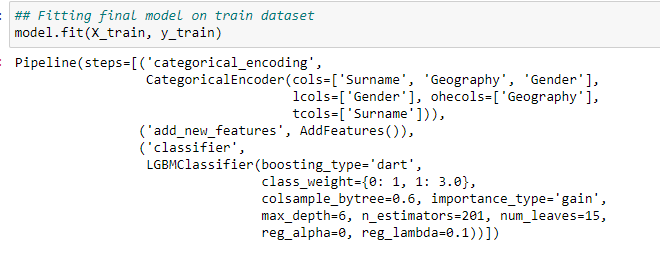 ## Fitting final model on train dataset
model.fit(X_train, y_train)
Pipeline(steps=[('categorical_encoding',
CategoricalEncoder(cols=['Surname', 'Geography', 'Gender'],
lcols=['Gender'], ohecols=['Geography'],
tcols=['Surname'])),
('add_new_features', AddFeatures()),
('classifier',
LGBMClassifier(boosting_type='dart',
class_weight={0: 1, 1: 3.0},
colsample_bytree=0.6, importance_type='gain',
max_depth=6, n_estimators=201, num_leaves=15,
reg_alpha=0, reg_lambda=0.1))])